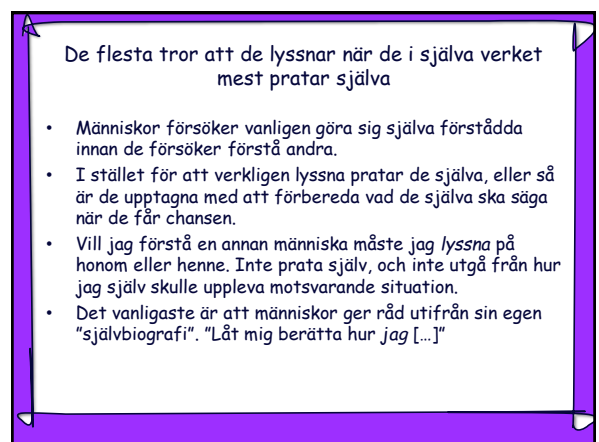 De flesta tror att de lyssnar när de i själva verket
mest pratar själva
• Människor försöker vanligen göra sig själva förstådda
innan de försöker förstå andra.
• I stället för att verkligen lyssna pratar de själva, eller så
är de upptagna med att förbereda vad de själva ska säga
när de får chansen.
• Vill jag förstå en annan människa måste jag lyssna på
honom eller henne. Inte prata själv, och inte utgå från hur
jag själv skulle uppleva motsvarande situation.
• Det vanligaste är att människor ger råd utifrån sin egen
”självbiografi”. ”Låt mig berätta hur jag […]”